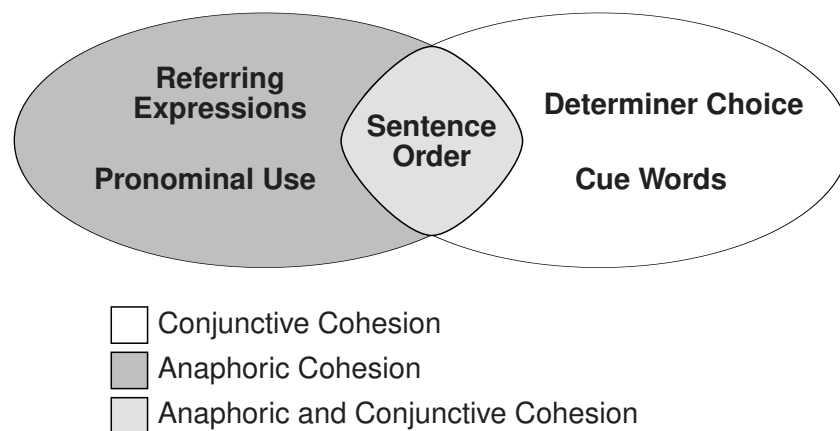 Referring
Expressions
Pronominal Use
Sentence
Order
Determiner Choice
Cue Words
Conjunctive Cohesion
Anaphoric Cohesion
Anaphoric and Conjunctive Cohesion